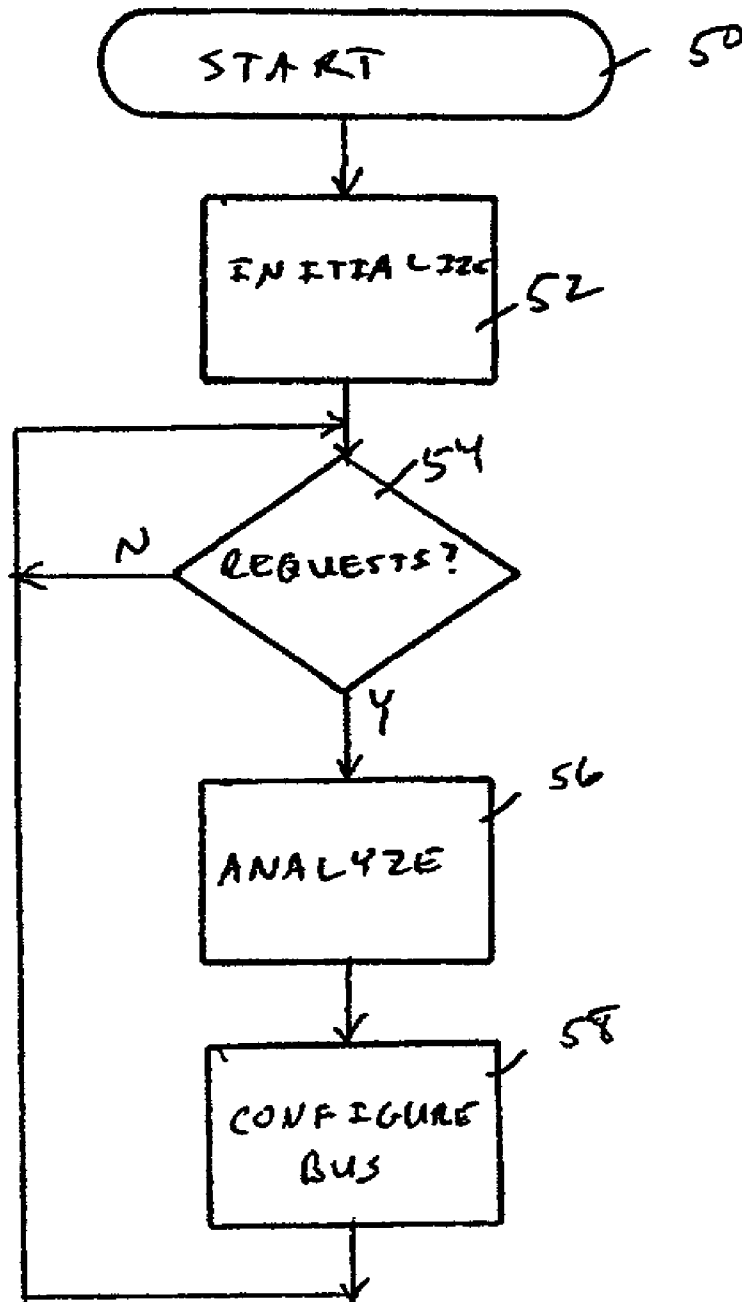 START
50
INITIALIZE
52
54
N
REQUESTS?
Y
56
ANALYZE
58
CONFIGURE
BUS